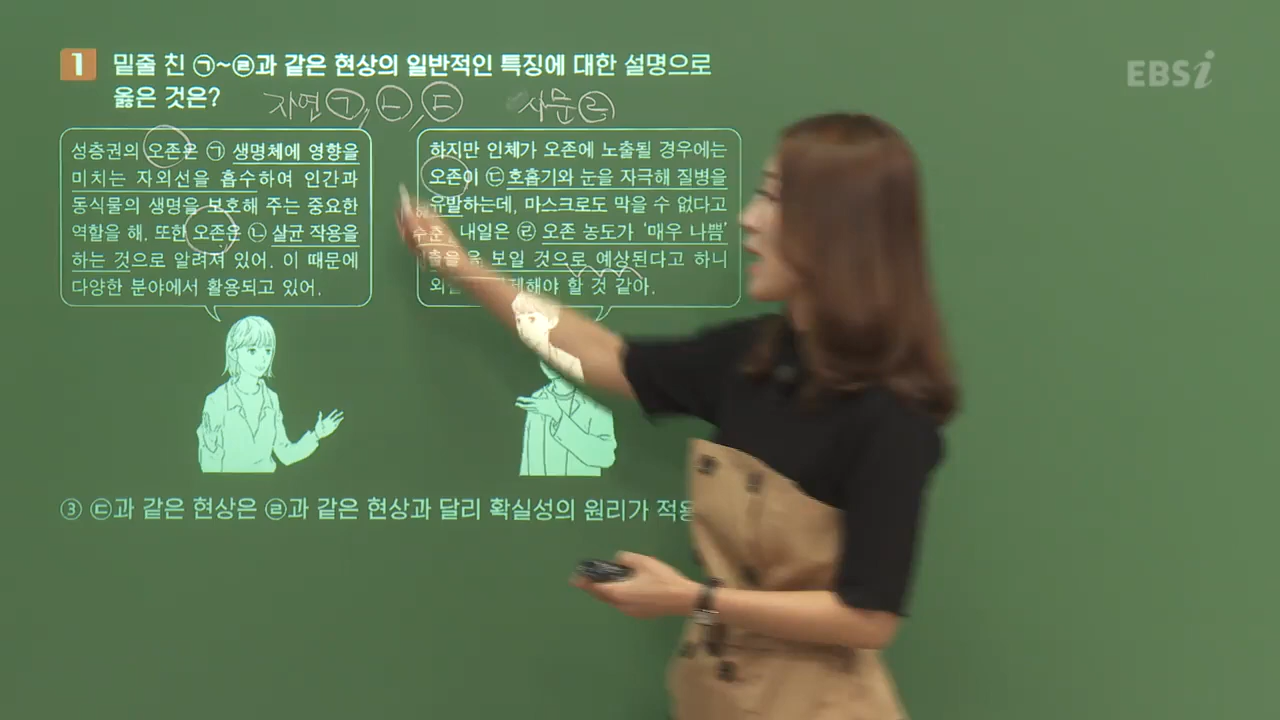 1 밑줄 친 ㉠~㉣과 같은 현상의 일반적인 특징에 대한 설명으로
옳은 것은?
자연 ㉠, ㉡, ㉢ 사문 ㉣
EBSi
성층권의 오존은 ㉠ 생명체에 영향을
미치는 자외선을 흡수하여 인간과
동식물의 생명을 보호해 주는 중요한
역할을 해. 또한 오존은 ㉡ 살균 작용을
하는 것으로 알려져 있어. 이 때문에
다양한 분야에서 활용되고 있어.
하지만 인체가 오존에 노출될 경우에는
오존이 ㉢ 호흡기와 눈을 자극해 질병을
유발하는데, 마스크로도 막을 수 없다고
해. 내일은 ㉣ 오존 농도가 '매우 나쁨'
수준을 보일 것으로 예상된다고 하니
해야 할 것 같아.
③ ㉢과 같은 현상은 ㉣과 같은 현상과 달리 확실성의 원리가